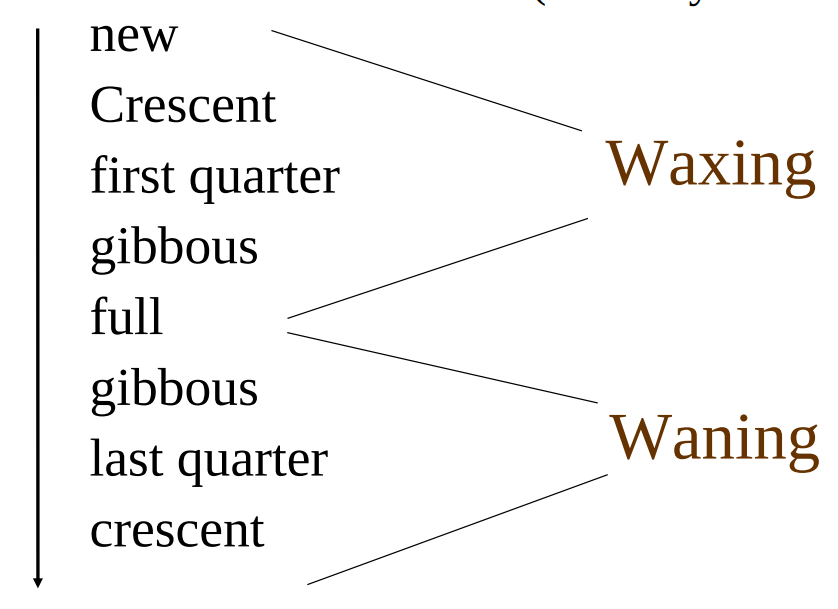 new
Crescent
first quarter
gibbous
full
gibbous
last quarter
crescent
Waxing
Waning